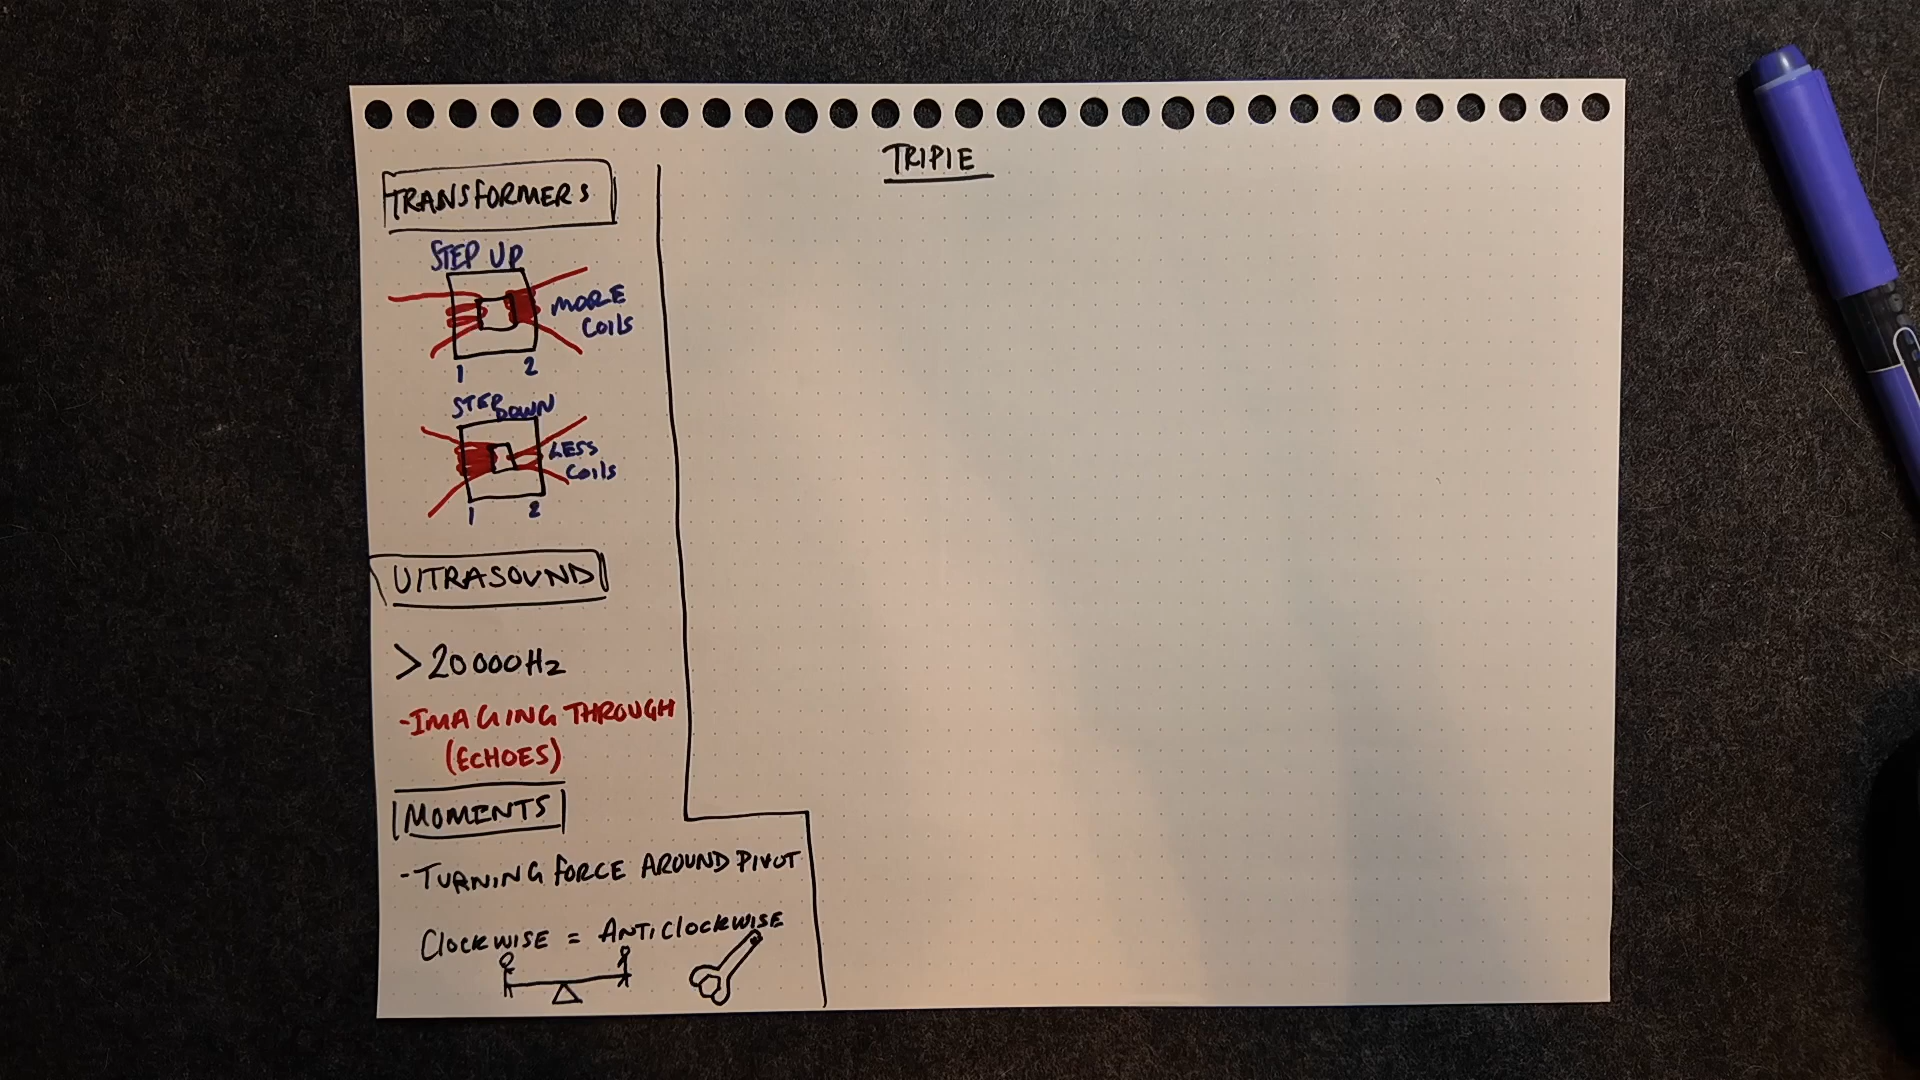 TRIPLE
TRANSFORMERS
STEP UP
MORE
Coils
1 2
STEP DOWN
LESS
Coils
1 2
ULTRASOUND
>20000Hz
-IMAGING THROUGH
(ECHOES)
MOMENTS
-TURNING FORCE AROUND PIVOT
Clockwise = Anticlockwise